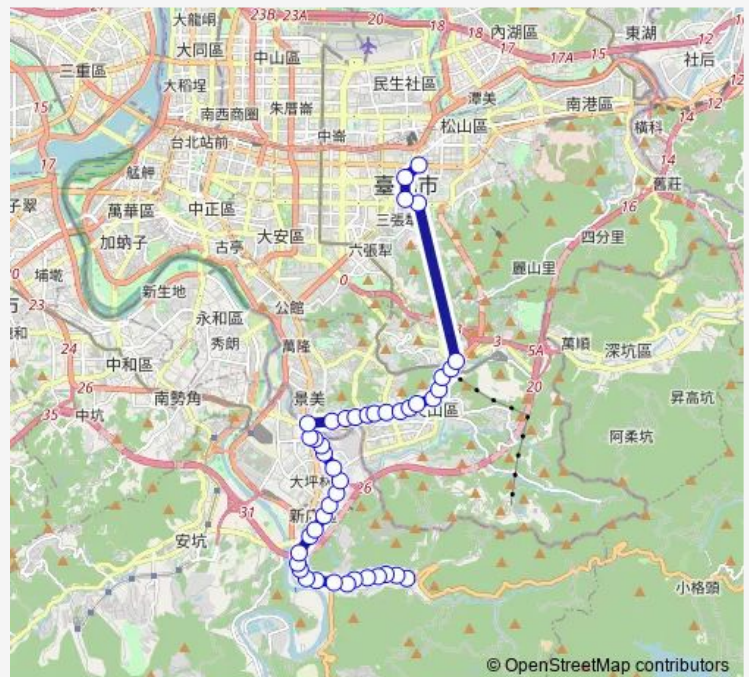 大龍峒
23B
23A
20
18
18
內湖區
東湖
12
大同區
中山區
17A
15
社后
12
三重區
大稻埕
民生社區
潭美
15
南西商圈
朱厝崙
南港區
12
14
17
台北站前
中崙
松山區
橫科
艋舺
14
臺 市
舊莊
萬華區
中正區
三張犁
16
加蚋子
古亭
大安區
六張犁
四分里
埔墘
0
麗山里
23
新生地
公館
永和區
秀朗
萬隆
3
5A
萬順
深坑區
24
中和區
20
26
南勢角
景美
山區
昇高坑
35
中坑
阿柔坑
大坪林
26
31
新店區
安坑
小格頭
© OpenStreetMap contributors